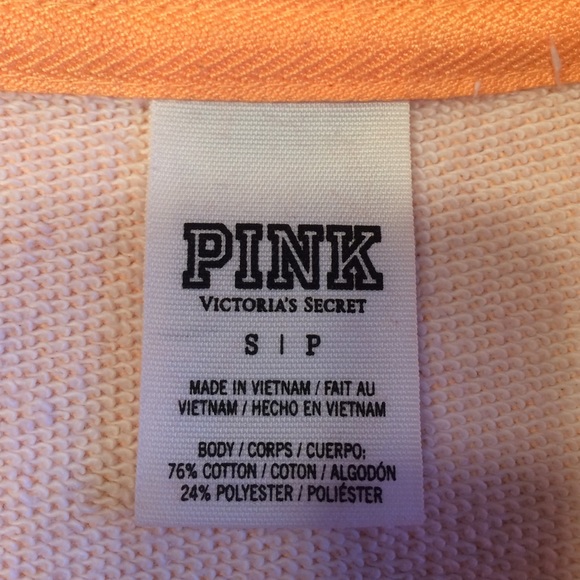 PINK
VICTORIA'S SECRET
S | P
MADE IN VIETNAM / FAIT AU
VIETNAM / HECHO EN VIETNAM
BODY / CORPS / CUERPO:
76% COTTON / COTON / ALGODÓN
24% POLYESTER / POLIÉSTER